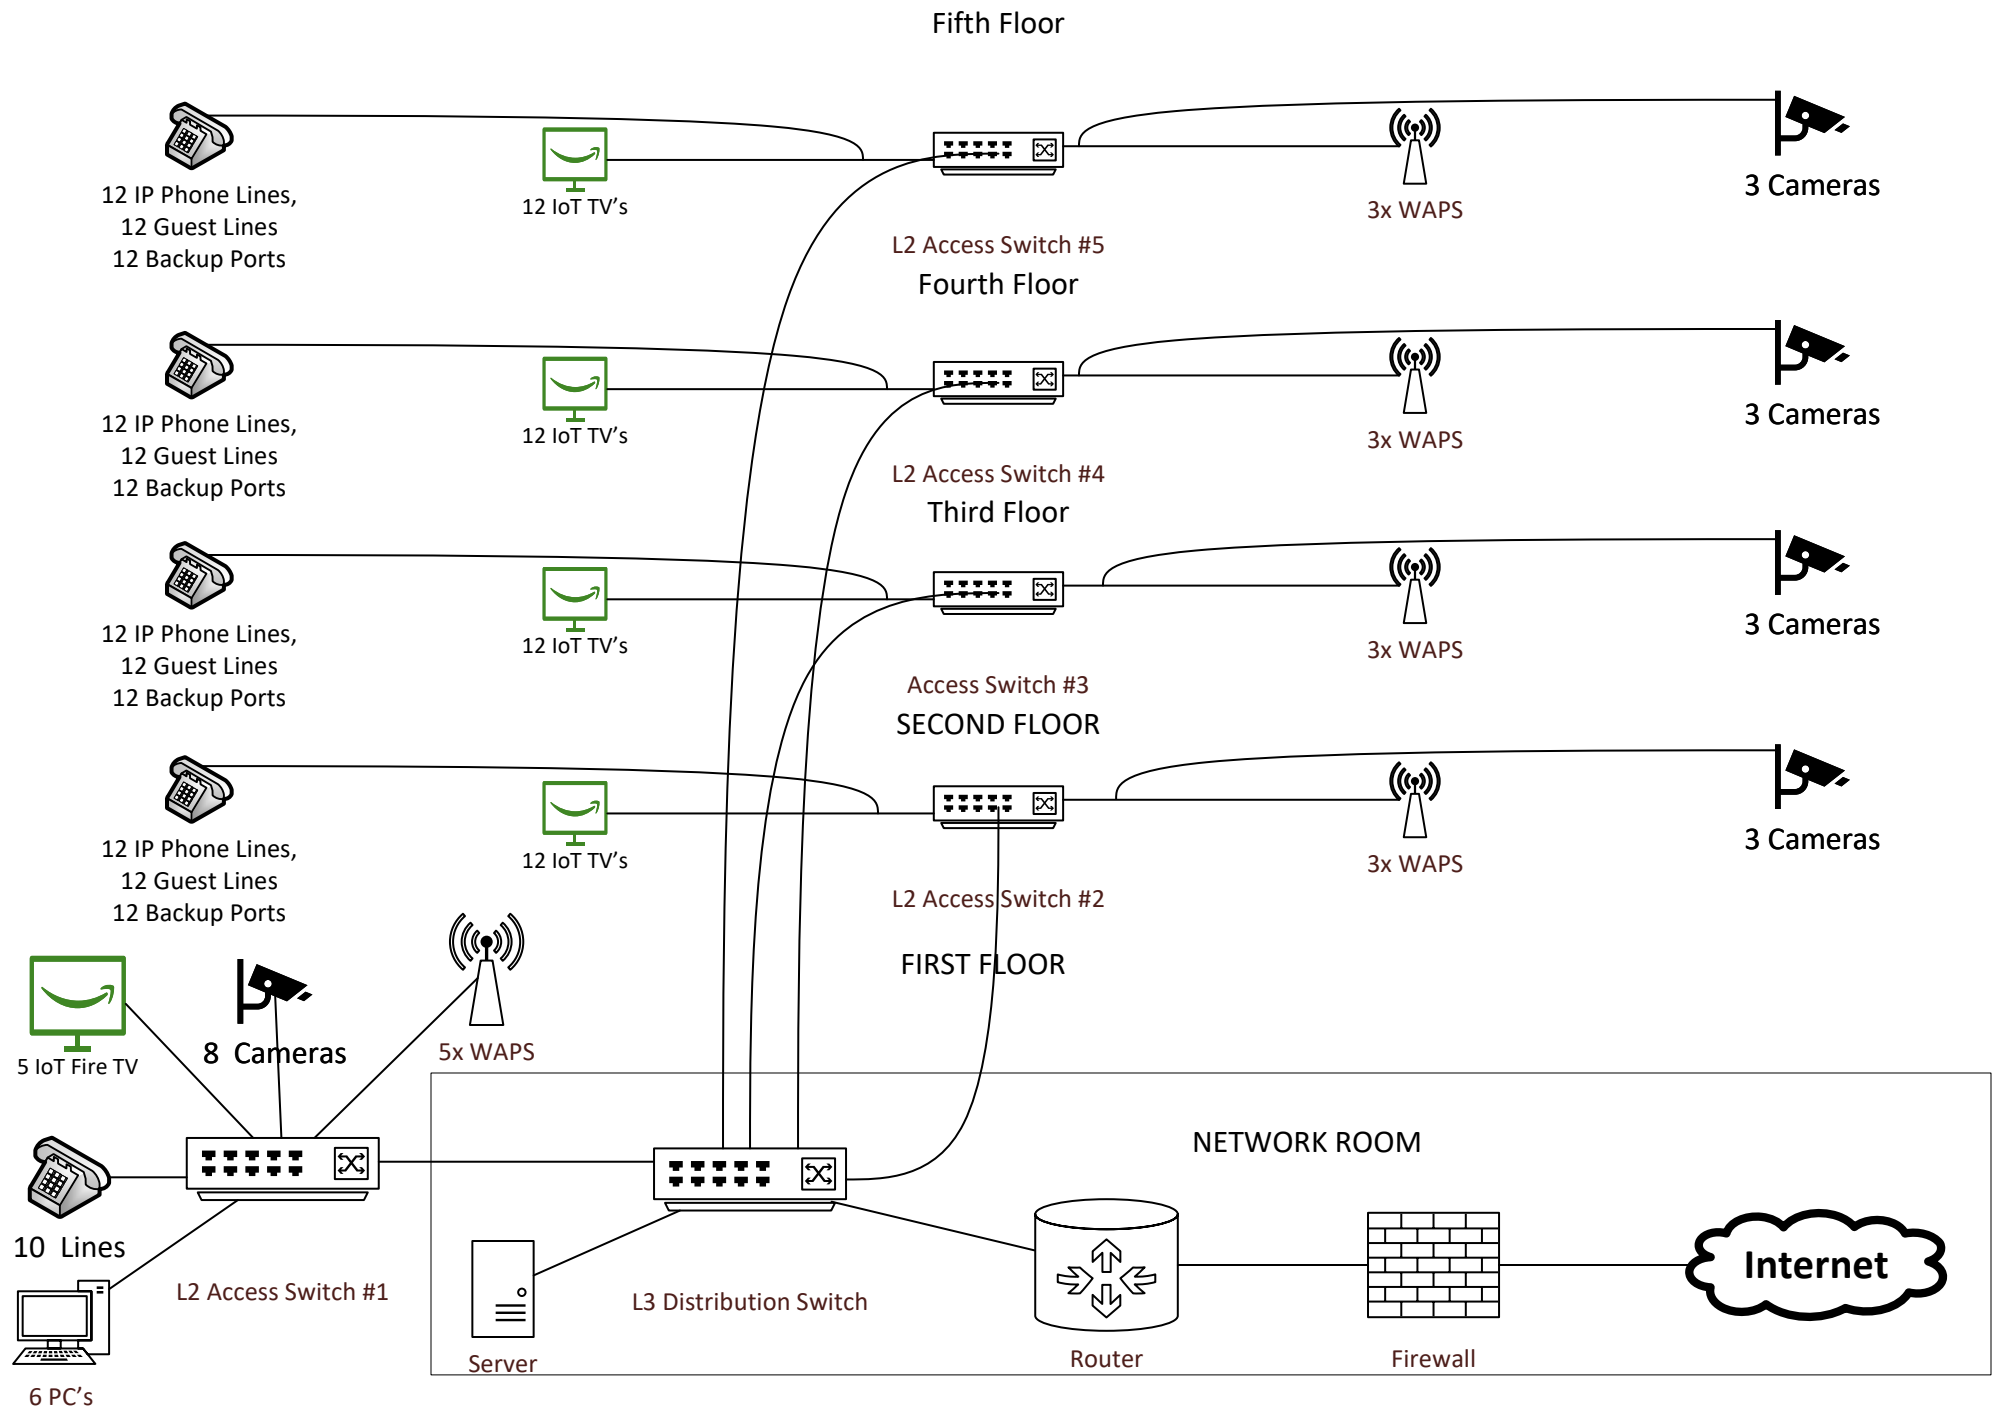 Fifth Floor
12 IP Phone Lines,
12 Guest Lines
12 Backup Ports
12 IoT TV's
L2 Access Switch #5
3x WAPS
3 Cameras
Fourth Floor
12 IP Phone Lines,
12 Guest Lines
12 Backup Ports
12 IoT TV's
L2 Access Switch #4
3x WAPS
3 Cameras
Third Floor
12 IP Phone Lines,
12 Guest Lines
12 Backup Ports
12 IoT TV's
Access Switch #3
3x WAPS
3 Cameras
SECOND FLOOR
12 IP Phone Lines,
12 Guest Lines
12 Backup Ports
12 IoT TV's
L2 Access Switch #2
3x WAPS
3 Cameras
FIRST FLOOR
5 IoT Fire TV
8 Cameras
5x WAPS
10 Lines
6 PC's
L2 Access Switch #1
NETWORK ROOM
Server
L3 Distribution Switch
Router
Firewall
Internet